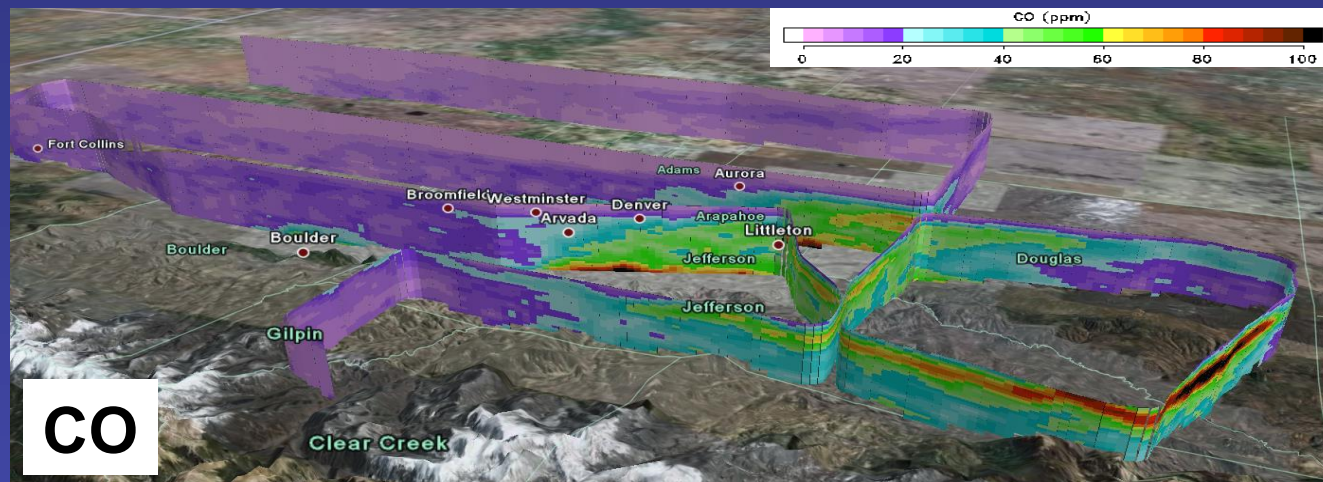 CO (ppm)
0 20 40 60 80 100
Fort Collins
Adams Aurora
Broomfield Westminster
Denver
Arvada Arapahoe
Littleton
Boulder Boulder
Jefferson Douglas
Jefferson
Gilpin
CO
Clear Creek